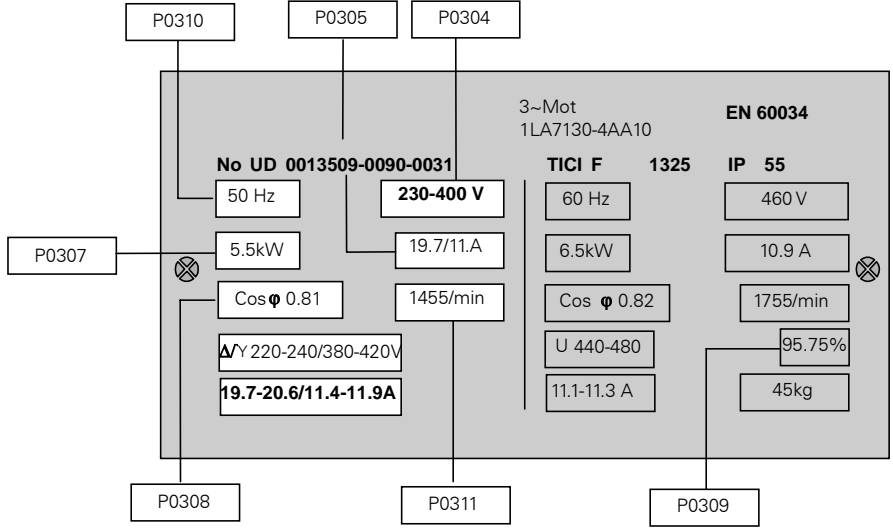 P0310 P0305 P0304
3~Mot
1LA7130-4AA10
EN 60034
No UD 0013509-0090-0031 TICI F 1325 IP 55
50 Hz 230-400 V 60 Hz 460 V
P0307 5.5kW 19.7/11.A 6.5kW 10.9 A
Cos φ 0.81 1455/min Cos φ 0.82 1755/min
Δ/Y 220-240/380-420V U 440-480 95.75%
19.7-20.6/11.4-11.9A 11.1-11.3 A 45kg
P0308 P0311 P0309